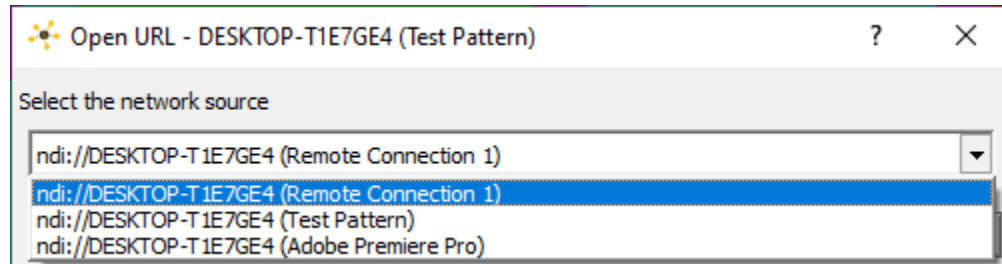 Open URL - DESKTOP-T1E7GE4 (Test Pattern) ?
Select the network source
ndi://DESKTOP-T1E7GE4 (Remote Connection 1)
ndi://DESKTOP-T1E7GE4 (Remote Connection 1)
ndi://DESKTOP-T1E7GE4 (Test Pattern)
ndi://DESKTOP-T1E7GE4 (Adobe Premiere Pro)